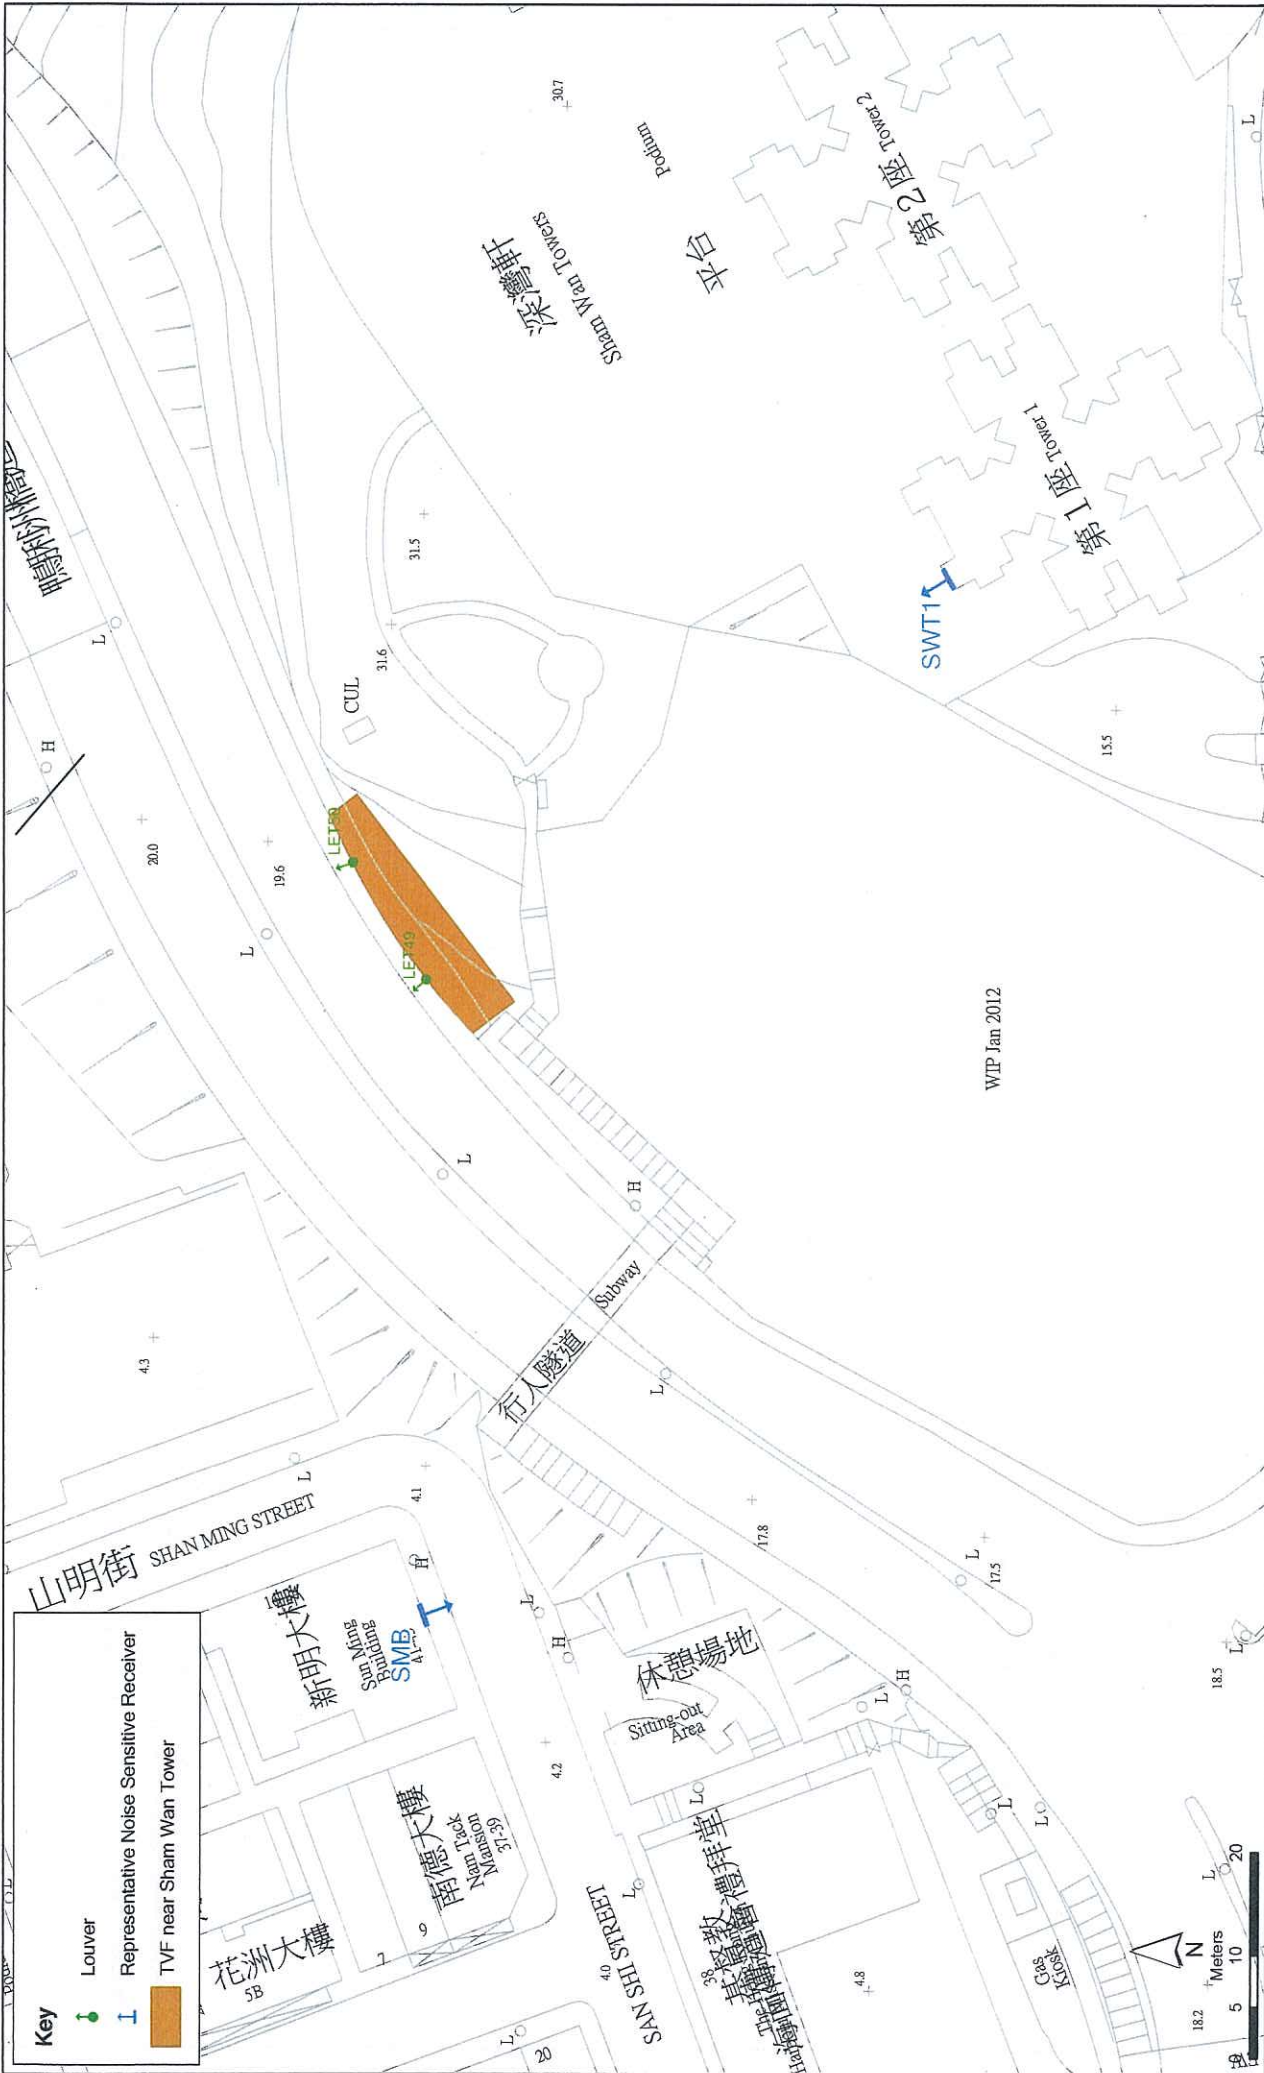 Key
Louver
Representative Noise Sensitive Receiver
TVF near Sham Wan Tower
山明街
SHAN MING STREET
新明大樓
Sun Ming
Building
SMB
南德大樓
Nam Tack
Mansion
37-39
9
7
花洲大樓
5B
20
4.0
SAN SHI STREET
4.2
4.1
4.3
H
L
L
H
休憩場地
Sitting-out
Area
行人隧道
Subway
L
H
L
L
L
H
20.0
19.6
LET50
LET49
CUL
31.6
31.5
深灣軒
Sham Wan Towers
30.7
平台
Podium
第2座
Tower 2
第1座
Tower 1
SWT1
15.5
WIP Jan 2012
L
17.8
L
17.5
L
H
L
18.5
L
L
L
L
L
38
4.8
Gas
Kiosk
18.2
L
L
N
Meters
5
10
20